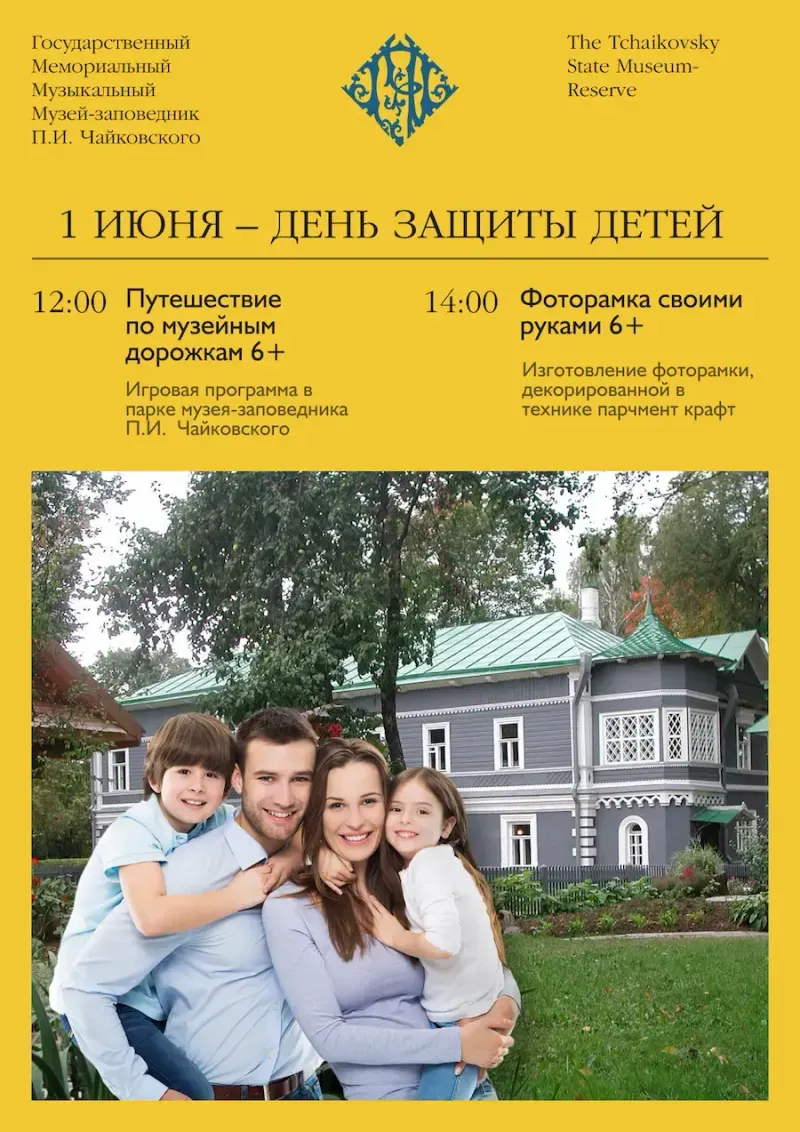 Государственный
Мемориальный
Музыкальный
Музей-заповедник
П.И. Чайковского
The Tchaikovsky
State Museum-
Reserve
1 ИЮНЯ – ДЕНЬ ЗАЩИТЫ ДЕТЕЙ
12:00 Путешествие
по музейным
дорожкам 6+
Игровая программа в
парке музея-заповедника
П.И. Чайковского
14:00 Фоторамка своими
руками 6+
Изготовление фоторамки,
декорированной в
технике парчмент крафт